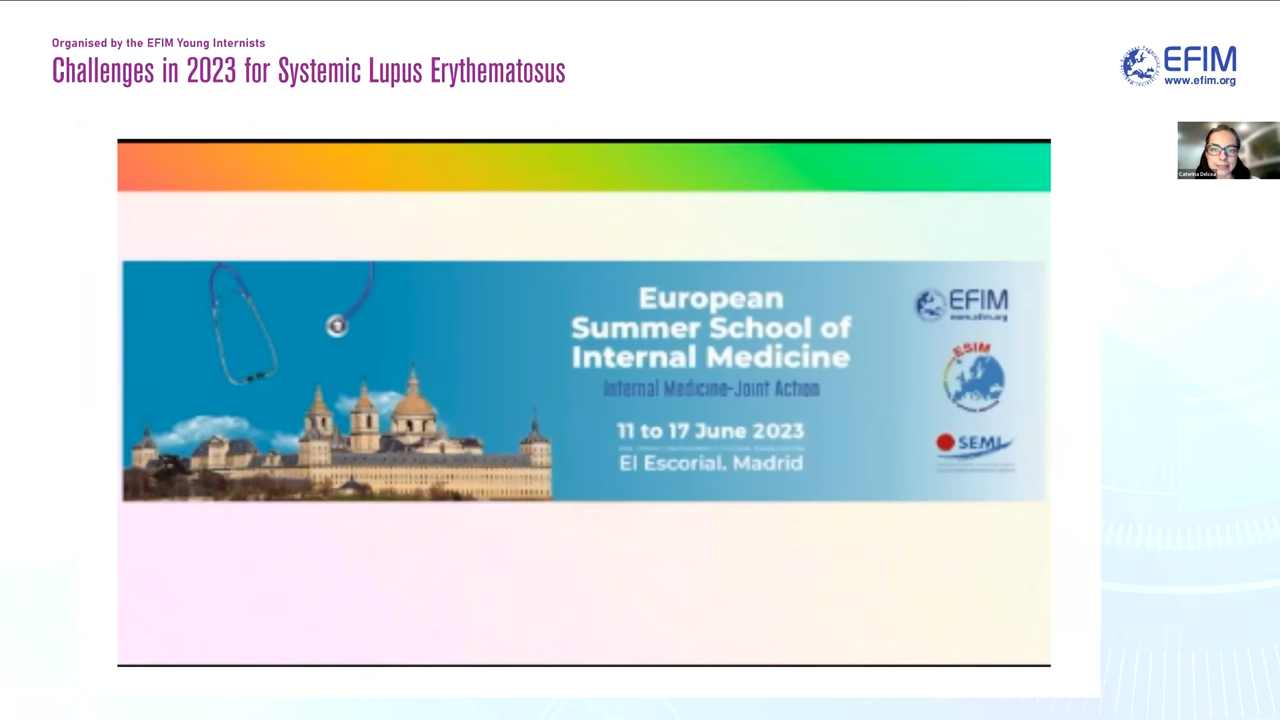 Organised by the EFIM Young Internists
Challenges in 2023 for Systemic Lupus Erythematosus
EFIM
www.efim.org
Caterina Delcea
European
Summer School of
Internal Medicine
Internal Medicine-Joint Action
11 to 17 June 2023
El Escorial. Madrid
EFIM
www.efim.org
ESIM
SEMI